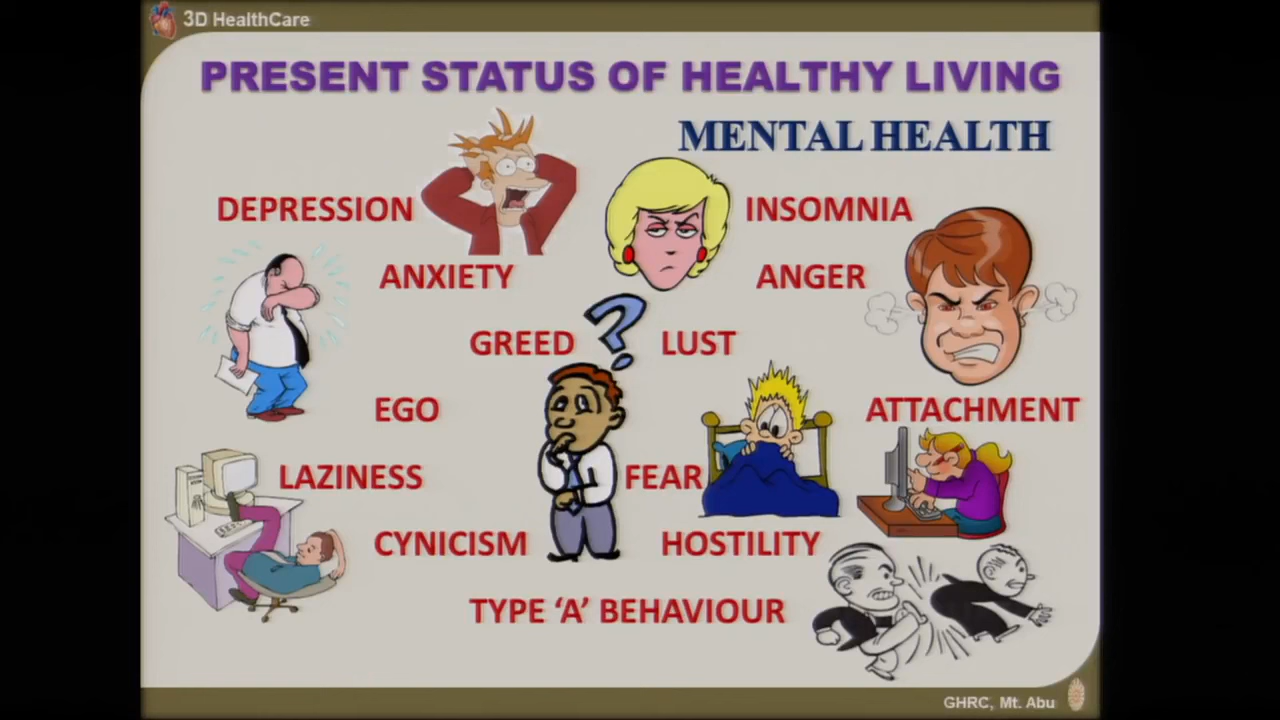 3D HealthCare
PRESENT STATUS OF HEALTHY LIVING
MENTAL HEALTH
DEPRESSION
INSOMNIA
ANXIETY
ANGER
GREED
?
LUST
EGO
ATTACHMENT
LAZINESS
FEAR
CYNICISM
HOSTILITY
TYPE ‘A’ BEHAVIOUR
GHRC, Mt. Abu